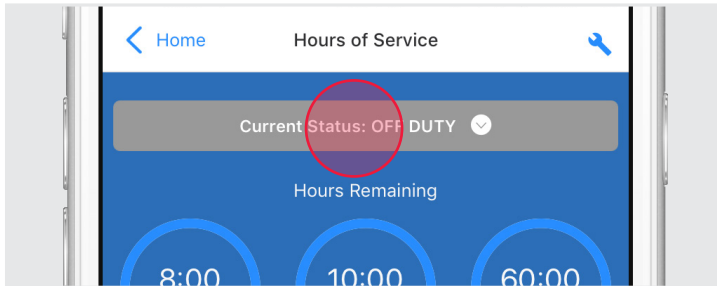 Home Hours of Service
Current Status: OFF DUTY
Hours Remaining
8:00 10:00 60:00